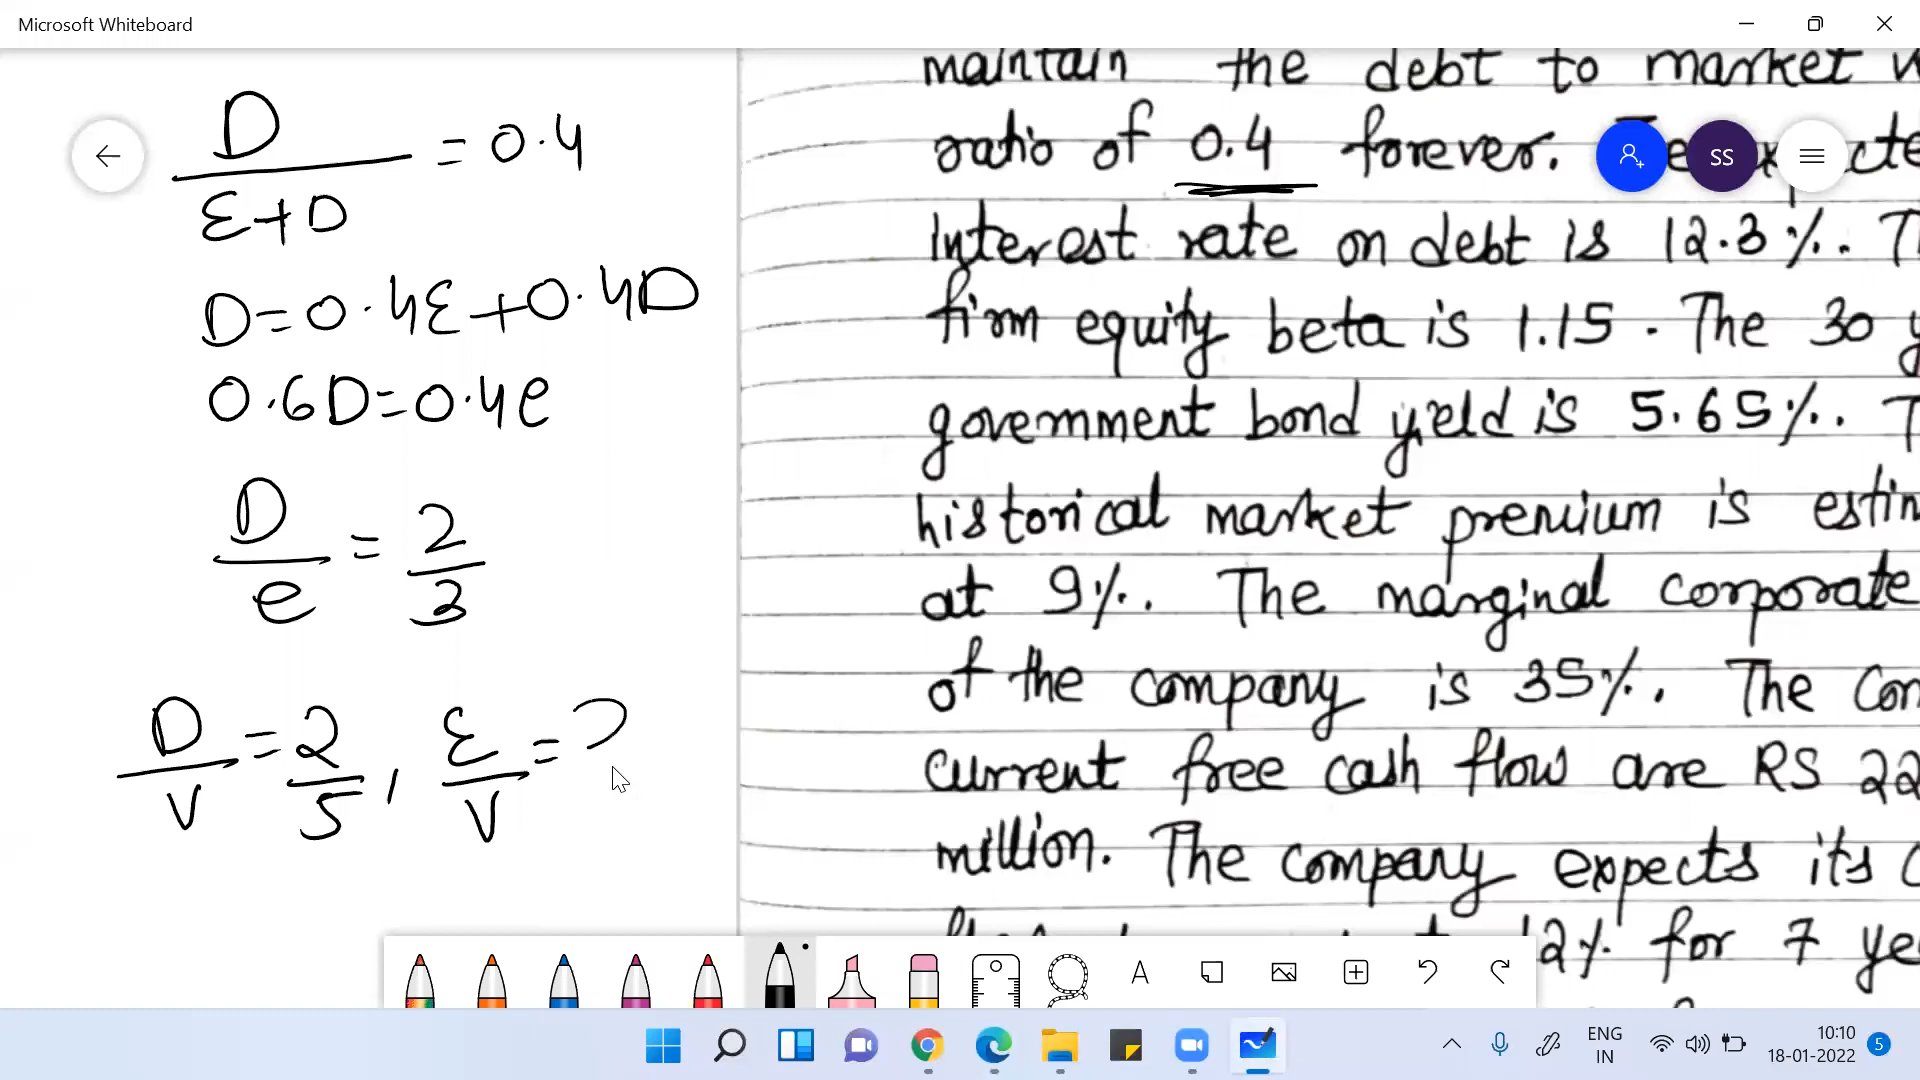 Microsoft Whiteboard
D
E+D
= 0.4
D=0.4E+0.4D
0.6D=0.4e
D/e = 2/3
D/V = 2/5, E/V =
maintain the debt to market
ratio of 0.4 forever.
SS
Interest rate on debt is 12.3%.
firm equity beta is 1.15. The 30
government bond yield is 5.65%.
historical market premium is
at 9%. The marginal corporate
of the company is 35%. The
current free cash flow are RS 22
million. The company expects its
12% for 7
A
ENG
IN
10:10
18-01-2022
5